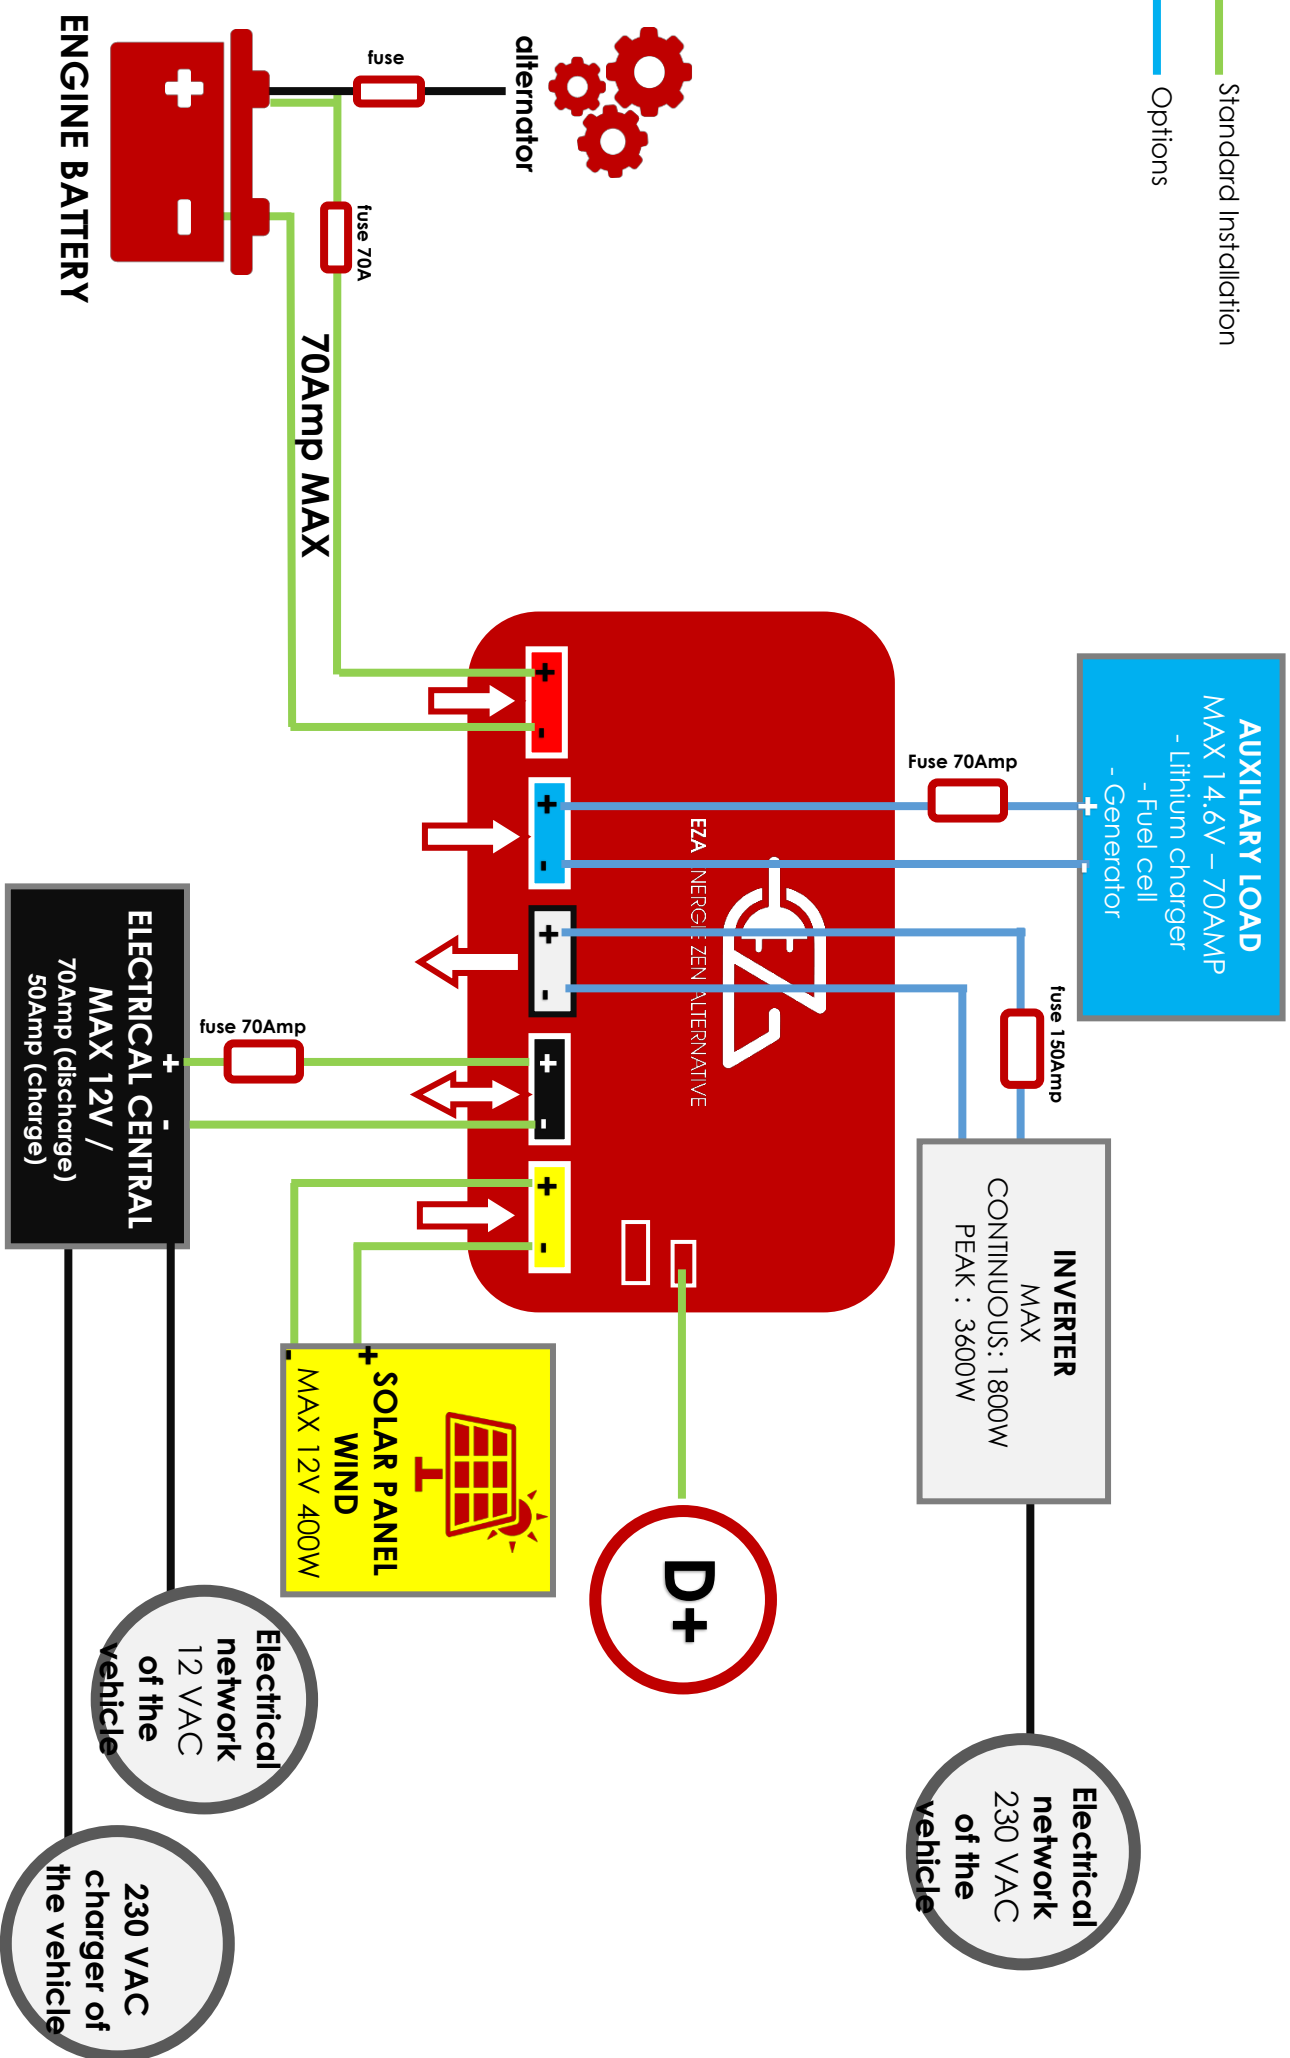 Standard Installation
Options
AUXILIARY LOAD
MAX 14.6V – 70AMP
- Lithium charger
- Fuel cell
- Generator
+
-
Fuse 70Amp
fuse 150Amp
INVERTER
MAX
CONTINUOUS: 1800W
PEAK : 3600W
Electrical
network
230 VAC
of the
vehicle
alternator
fuse
fuse 70A
ENGINE BATTERY
+
-
70Amp MAX
EZA NERGIE ZEN ALTERNATIVE
+
-
+
-
+
-
+
-
+
-
D+
fuse 70Amp
+
-
ELECTRICAL CENTRAL
MAX 12V /
70Amp (discharge)
50Amp (charge)
+
-
SOLAR PANEL
WIND
MAX 12V 400W
Electrical
network
12 VAC
of the
vehicle
230 VAC
charger of
the vehicle